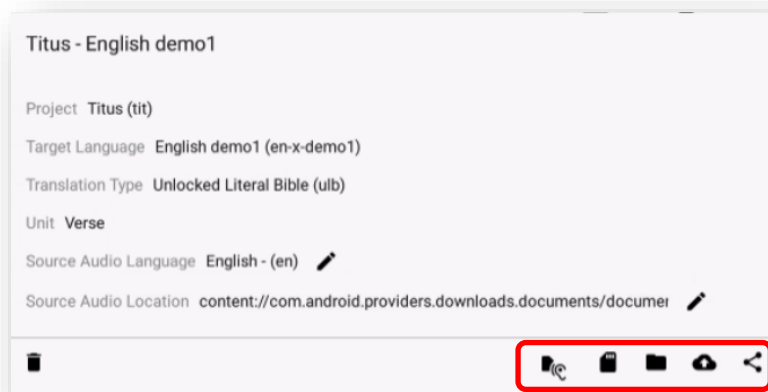 Titus - English demo1
Project Titus (tit)
Target Language English demo1 (en-x-demo1)
Translation Type Unlocked Literal Bible (ulb)
Unit Verse
Source Audio Language English - (en)
Source Audio Location content://com.android.providers.downloads.documents/documer